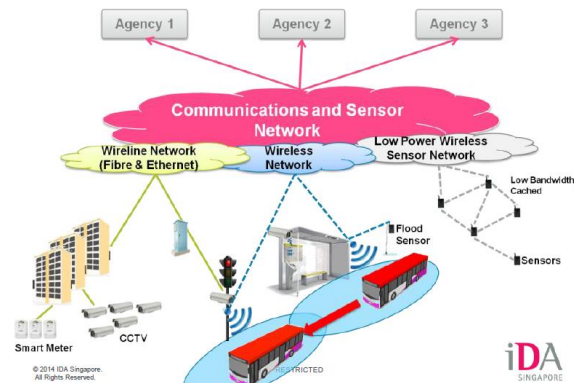 Agency 1
Agency 2
Agency 3
Communications and Sensor
Network
Wireline Network
(Fibre & Ethernet)
Wireless
Network
Low Power Wireless
Sensor Network
Low Bandwidth
Cached
Flood
Sensor
Sensors
CCTV
Smart Meter
© 2014 IDA Singapore.
All Rights Reserved.
RESTRICTED
iDA
SINGAPORE